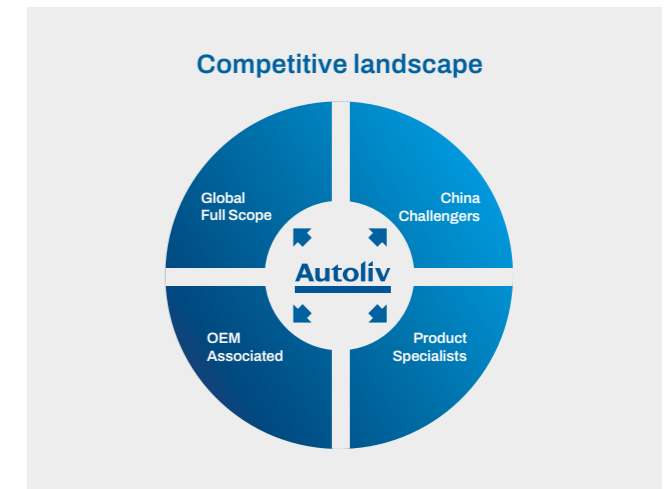 Competitive landscape
Global
Full Scope
China
Challengers
Autoliv
OEM
Associated
Product
Specialists